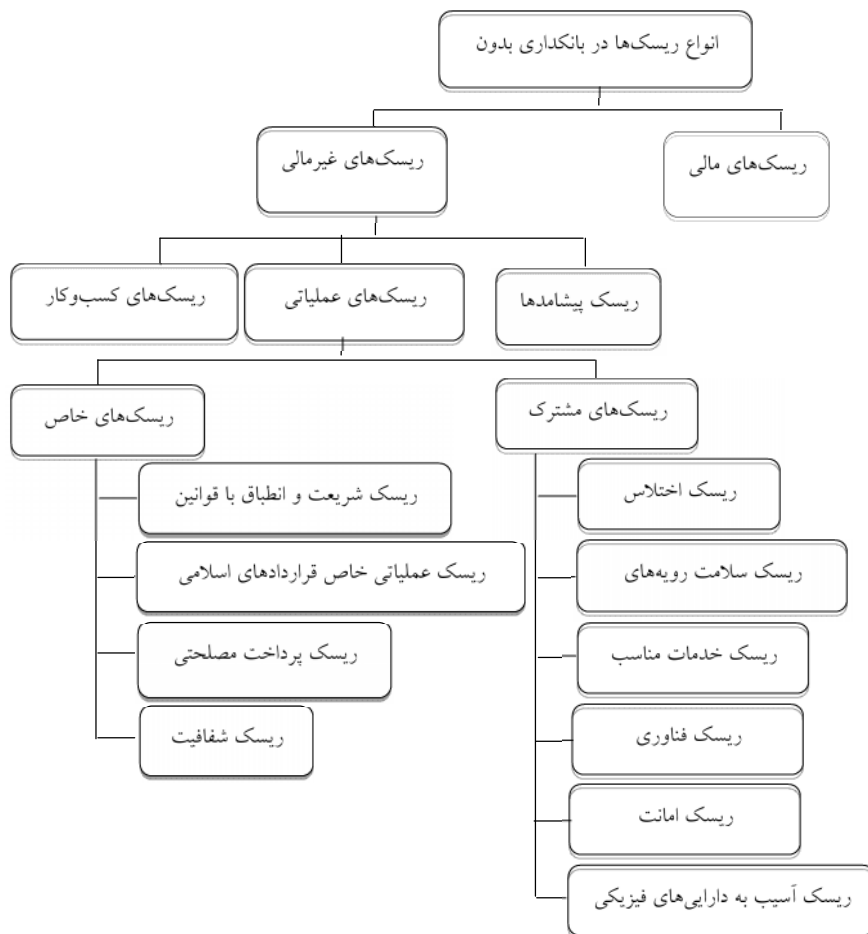 انواع ریسک‌ها در بانکداری بدون
ریسک‌های مالی
ریسک‌های غیرمالی
ریسک پیشامدها
ریسک‌های عملیاتی
ریسک‌های کسب‌وکار
ریسک‌های مشترک
ریسک‌های خاص
ریسک اختلاس
ریسک سلامت رویه‌های
ریسک خدمات مناسب
ریسک فناوری
ریسک امانت
ریسک آسیب به دارایی‌های فیزیکی
ریسک شریعت و انطباق با قوانین
ریسک عملیاتی خاص قراردادهای اسلامی
ریسک پرداخت مصلحتی
ریسک شفافیت